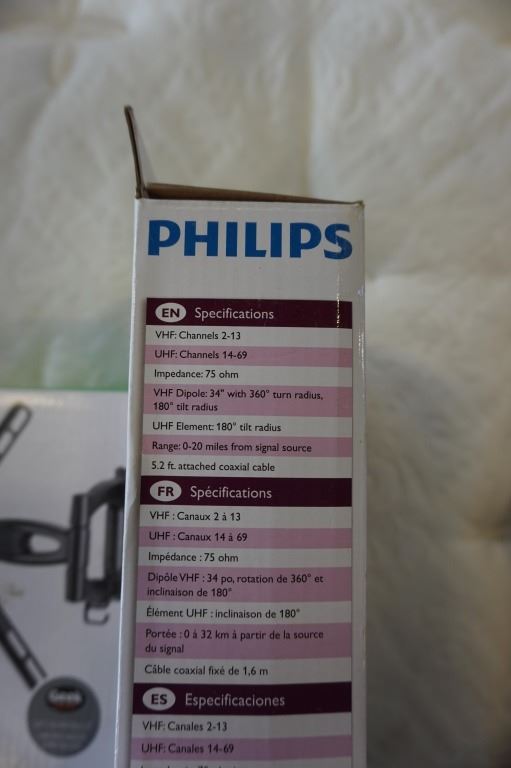 PHILIPS
EN Specifications
VHF: Channels 2-13
UHF: Channels 14-69
Impedance: 75 ohm
VHF Dipole: 34" with 360° turn radius,
180° tilt radius
UHF Element: 180° tilt radius
Range: 0-20 miles from signal source
5.2 ft. attached coaxial cable
FR Spécifications
VHF : Canaux 2 à 13
UHF : Canaux 14 à 69
Impédance : 75 ohm
Dipôle VHF : 34 po, rotation de 360° et
inclinaison de 180°
Élément UHF : inclinaison de 180°
Portée : 0 à 32 km à partir de la source
du signal
Câble coaxial fixé de 1,6 m
ES Especificaciones
VHF: Canales 2-13
UHF: Canales 14-69